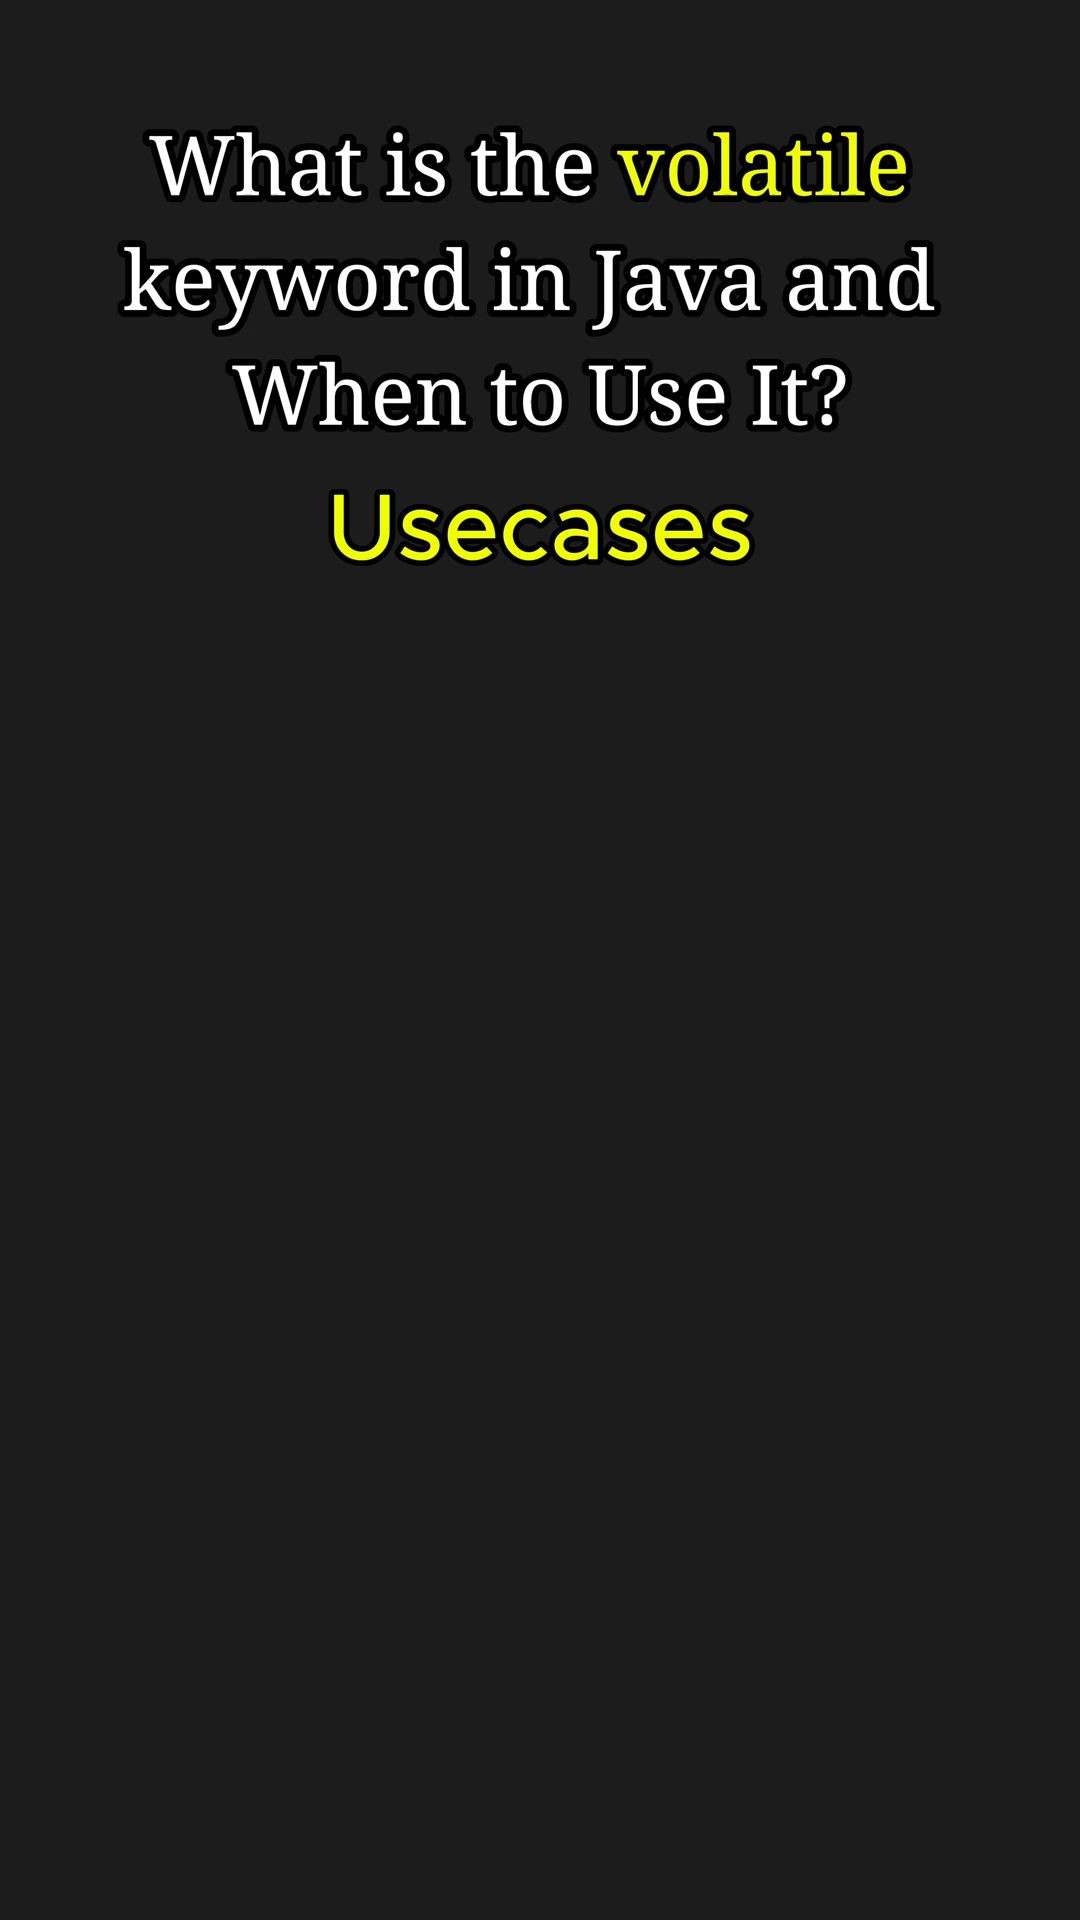 What is the volatile
keyword in Java and
When to Use It?
Usecases